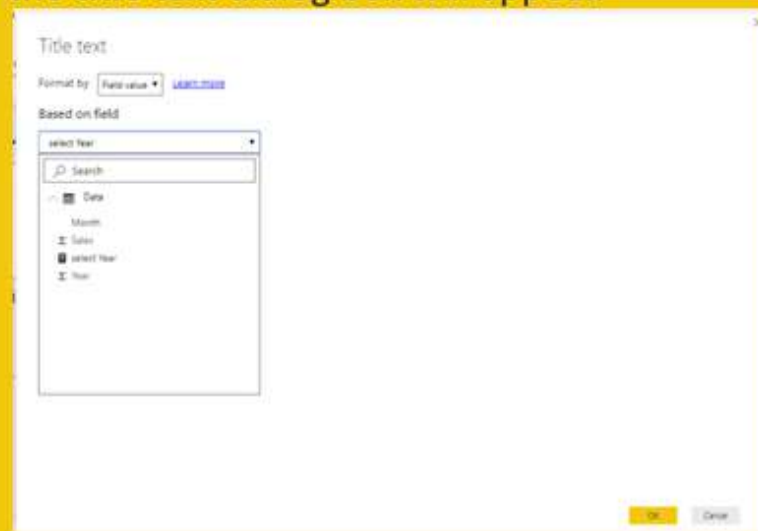 Title text
Format by Field value Learn more
Based on field
select Year
Search
Data
Month
Sales
select Year
Year
OK Cancel